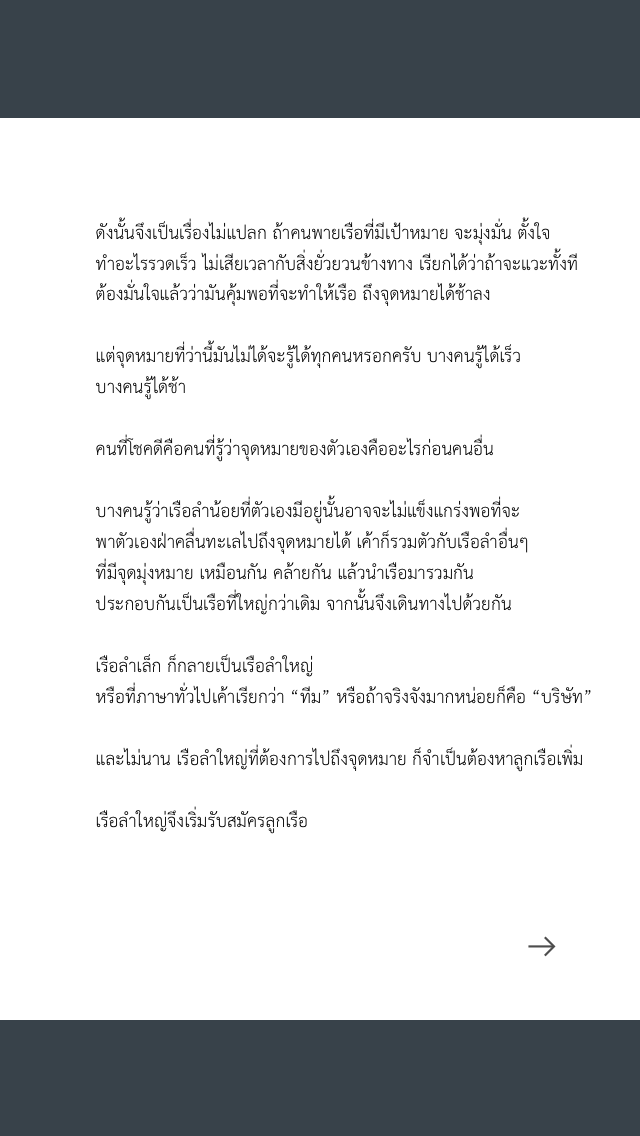 ดังนั้นจึงเป็นเรื่องไม่แปลก ถ้าคนพายเรือที่มีเป้าหมาย จะมุ่งมั่น ตั้งใจ
ทำอะไรรวดเร็ว ไม่เสียเวลากับสิ่งยั่วยวนข้างทาง เรียกได้ว่าถ้าจะแวะทั้งที
ต้องมั่นใจแล้วว่ามันคุ้มพอที่จะทำให้เรือ ถึงจุดหมายได้ช้าลง
แต่จุดหมายที่ว่านี้มันไม่ได้จะรู้ได้ทุกคนหรอกครับ บางคนรู้ได้เร็ว
บางคนรู้ได้ช้า
คนที่โชคดีคือคนที่รู้ว่าจุดหมายของตัวเองคืออะไรก่อนคนอื่น
บางคนรู้ว่าเรือลำน้อยที่ตัวเองมีอยู่นั้นอาจจะไม่แข็งแกร่งพอที่จะ
พาตัวเองฝ่าคลื่นทะเลไปถึงจุดหมายได้ เค้าก็รวมตัวกับเรือลำอื่นๆ
ที่มีจุดมุ่งหมาย เหมือนกัน คล้ายกัน แล้วนำเรือมารวมกัน
ประกอบกันเป็นเรือที่ใหญ่กว่าเดิม จากนั้นจึงเดินทางไปด้วยกัน
เรือลำเล็ก ก็กลายเป็นเรือลำใหญ่
หรือที่ภาษาทั่วไปเค้าเรียกว่า “ทีม” หรือถ้าจริงจังมากหน่อยก็คือ “บริษัท”
และไม่นาน เรือลำใหญ่ที่ต้องการไปถึงจุดหมาย ก็จำเป็นต้องหาลูกเรือเพิ่ม
เรือลำใหญ่จึงเริ่มรับสมัครลูกเรือ